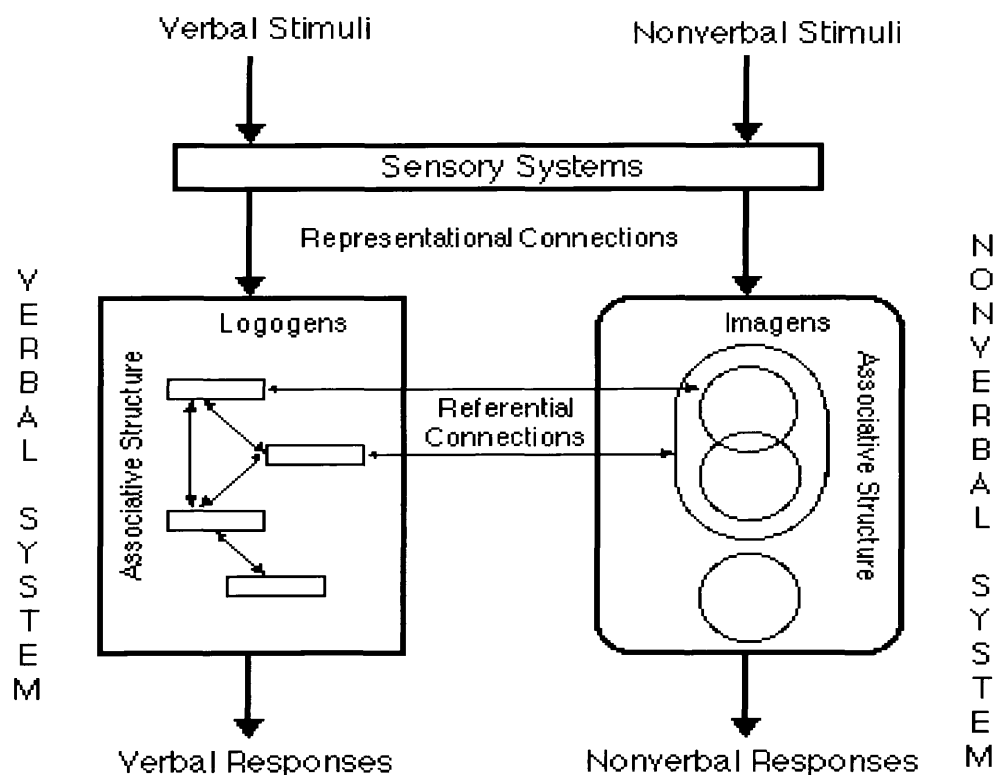 Verbal Stimuli
Nonverbal Stimuli
Sensory Systems
Representational Connections
VERBAL SYSTEM
NONVERBAL SYSTEM
Logogens
Imagens
Associative Structure
Referential
Connections
Associative Structure
Verbal Responses
Nonverbal Responses